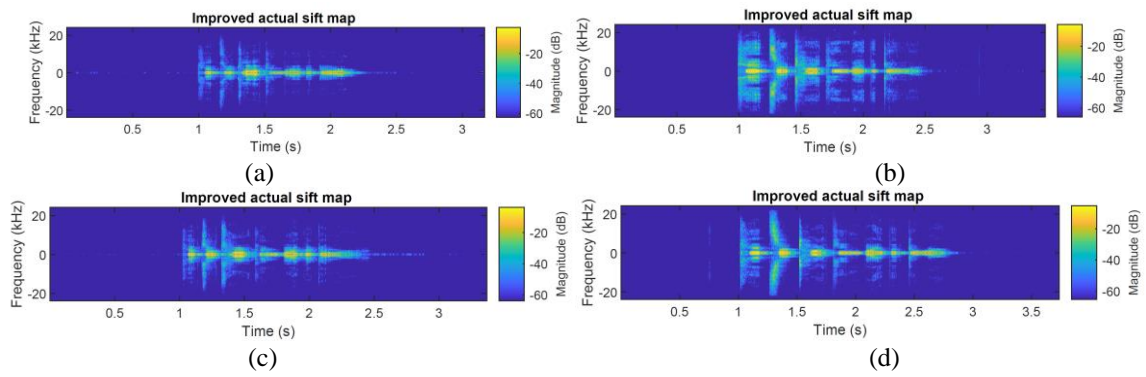 Improved actual sift map
Frequency (kHz)
20
0
-20
0.5 1 1.5 2 2.5 3
Time (s)
-20
-40
-60
Magnitude (dB)
(a)
Improved actual sift map
Frequency (kHz)
20
0
-20
0.5 1 1.5 2 2.5 3
Time (s)
-20
-40
-60
Magnitude (dB)
(b)
Improved actual sift map
Frequency (kHz)
20
0
-20
0.5 1 1.5 2 2.5 3
Time (s)
-20
-40
-60
Magnitude (dB)
(c)
Improved actual sift map
Frequency (kHz)
20
0
-20
0.5 1 1.5 2 2.5 3 3.5
Time (s)
-20
-40
-60
Magnitude (dB)
(d)